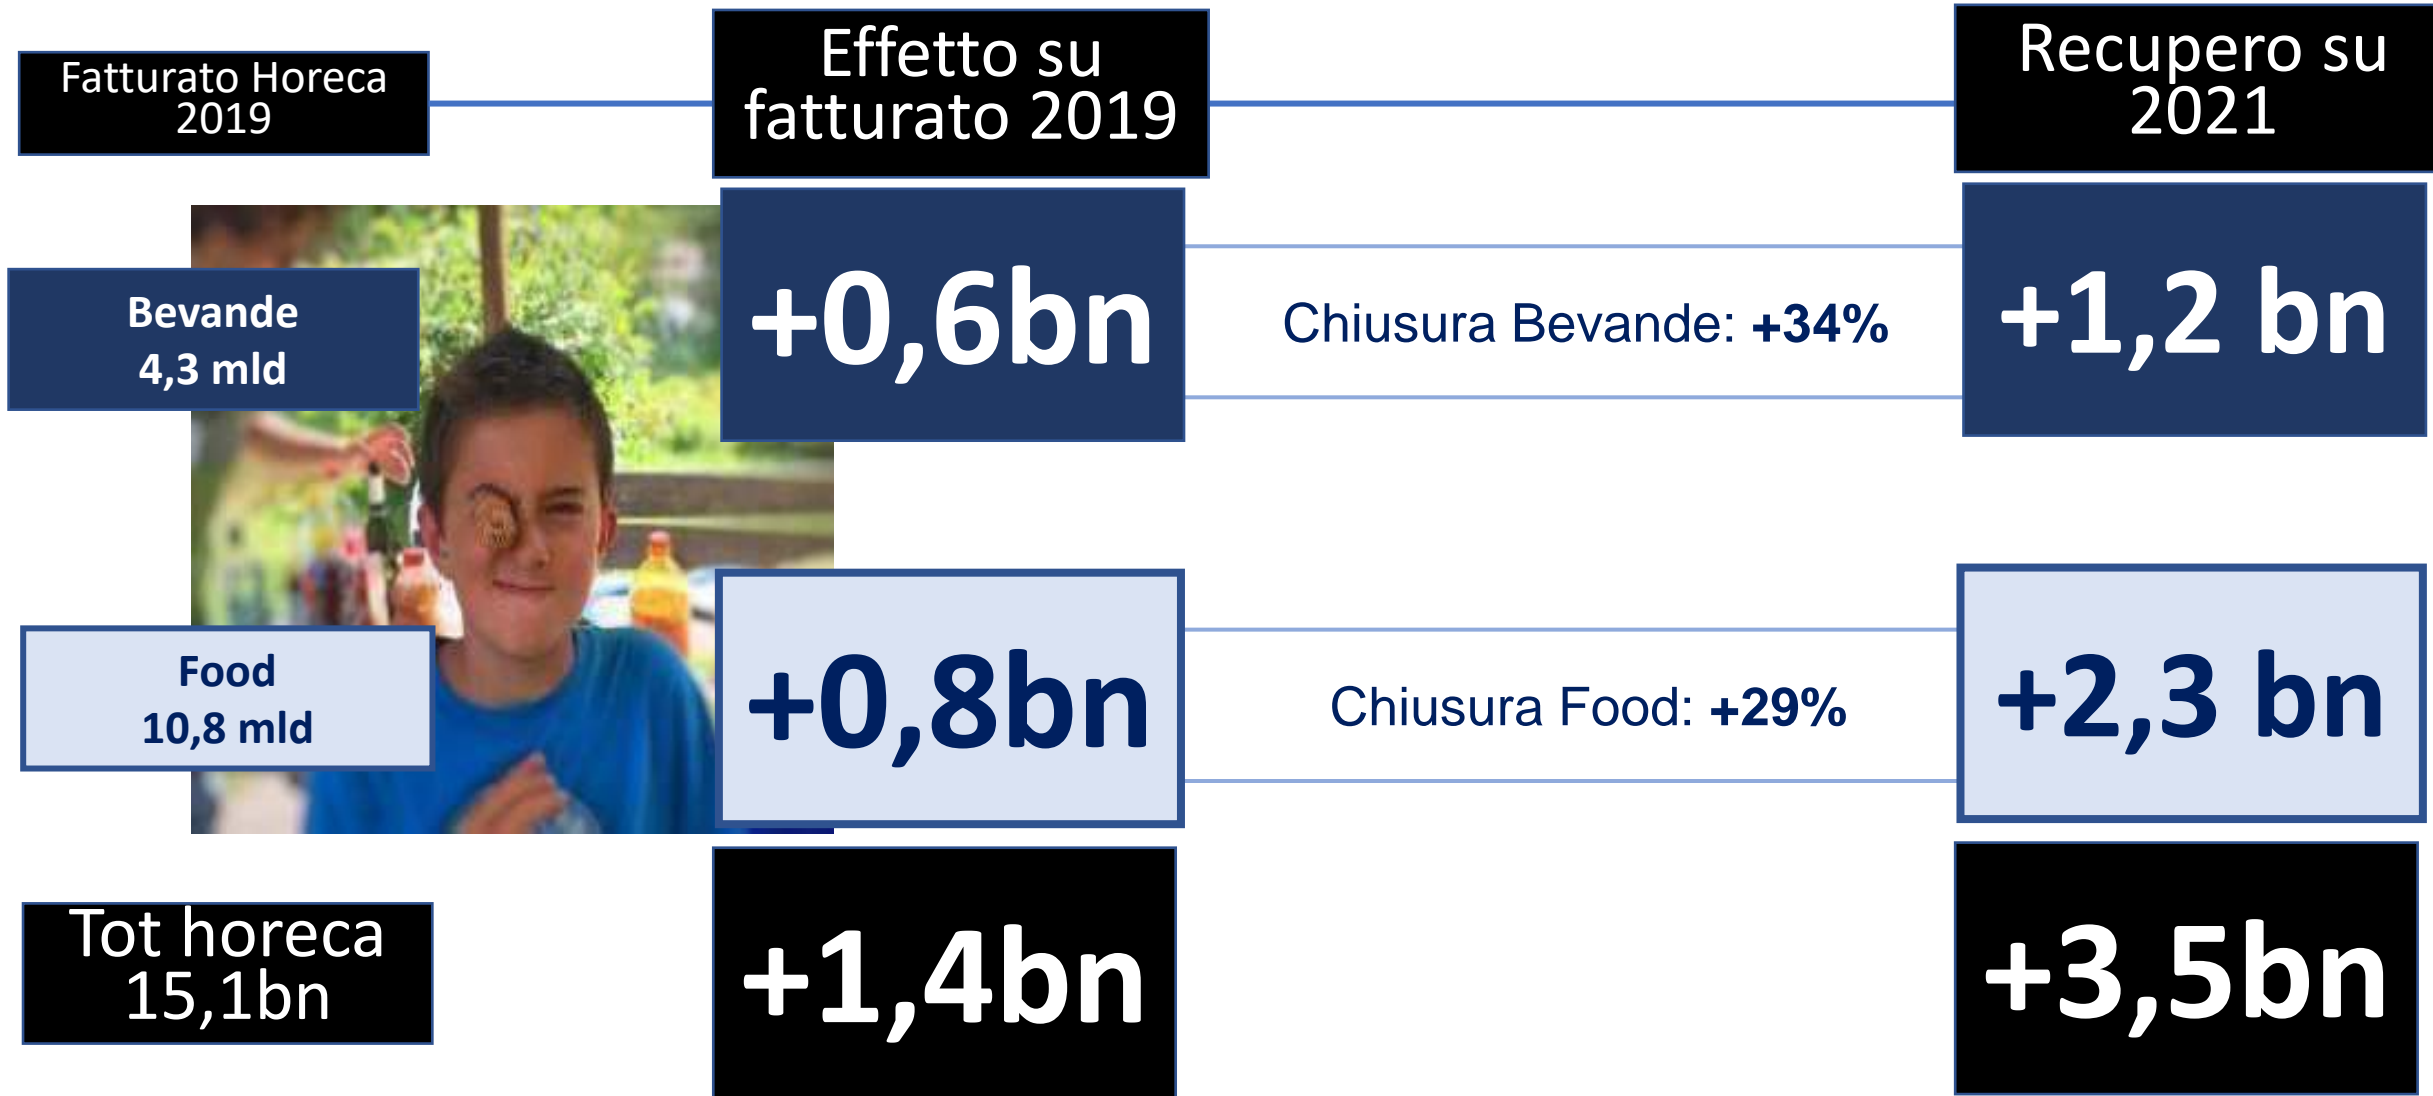 Fatturato Horeca
2019
Effetto su
fatturato 2019
Recupero su
2021
Bevande
4,3 mld
+0,6bn
Chiusura Bevande: +34%
+1,2 bn
Food
10,8 mld
+0,8bn
Chiusura Food: +29%
+2,3 bn
Tot horeca
15,1bn
+1,4bn
+3,5bn